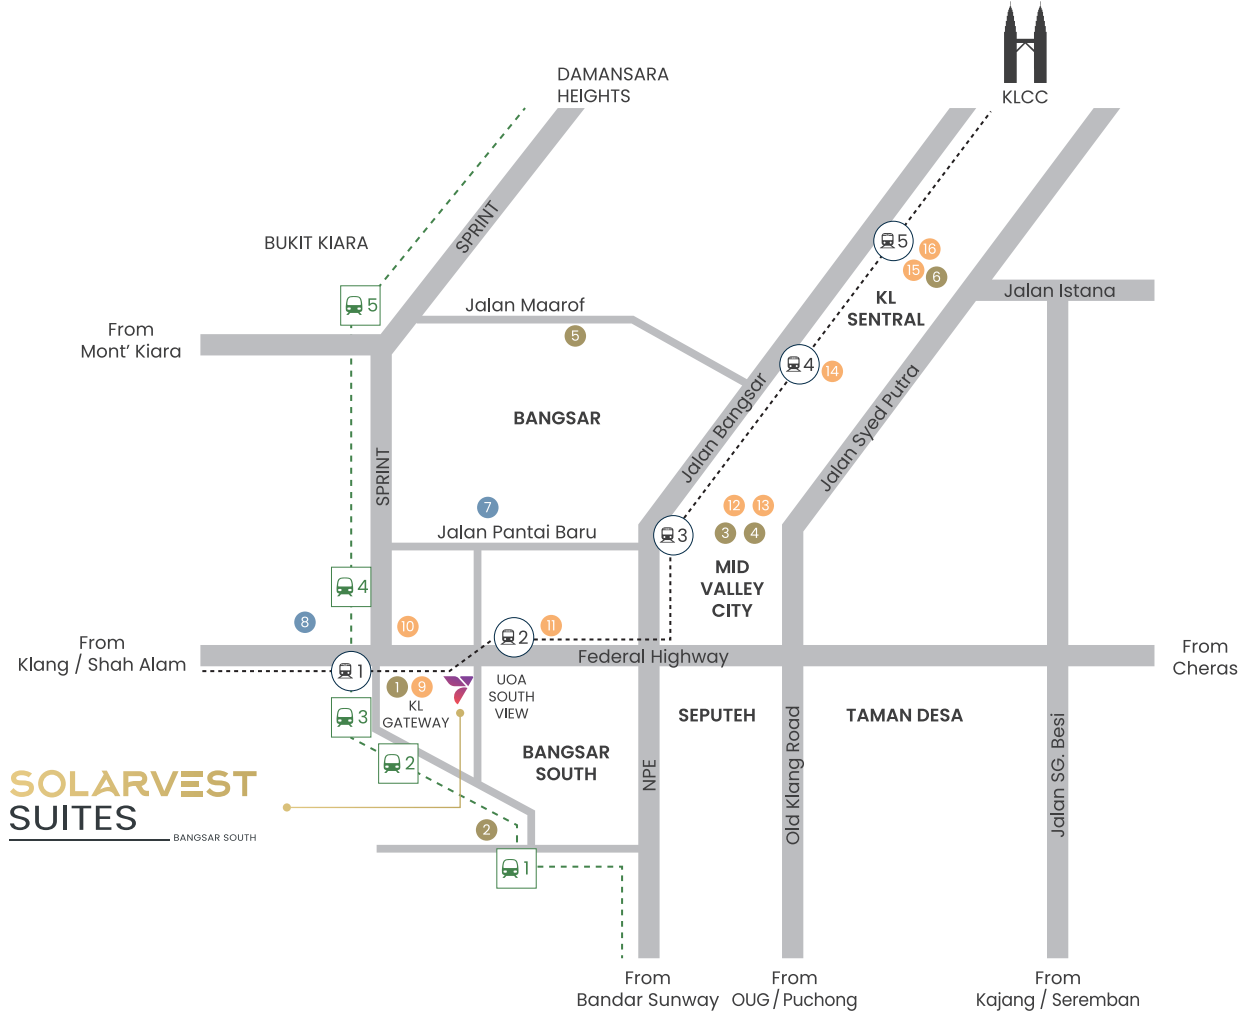 DAMANSARA
HEIGHTS
KLCC
BUKIT KIARA
SPRINT
5
16
15
6
KL
SENTRAL
Jalan Istana
5
Jalan Maarof
From
Mont' Kiara
5
4
14
Jalan Bangsar
Jalan Syed Putra
BANGSAR
SPRINT
7
Jalan Pantai Baru
12
13
3
3
4
MID
VALLEY
CITY
4
8
10
2
11
From
Klang / Shah Alam
Federal Highway
From
Cheras
1
1
9
KL
GATEWAY
UOA
SOUTH
VIEW
3
SEPUTEH
TAMAN DESA
2
BANGSAR
SOUTH
NPE
Old Klang Road
Jalan SG. Besi
SOLARVEST
SUITES
BANGSAR SOUTH
2
1
From
Bandar Sunway
From
OUG / Puchong
From
Kajang / Seremban